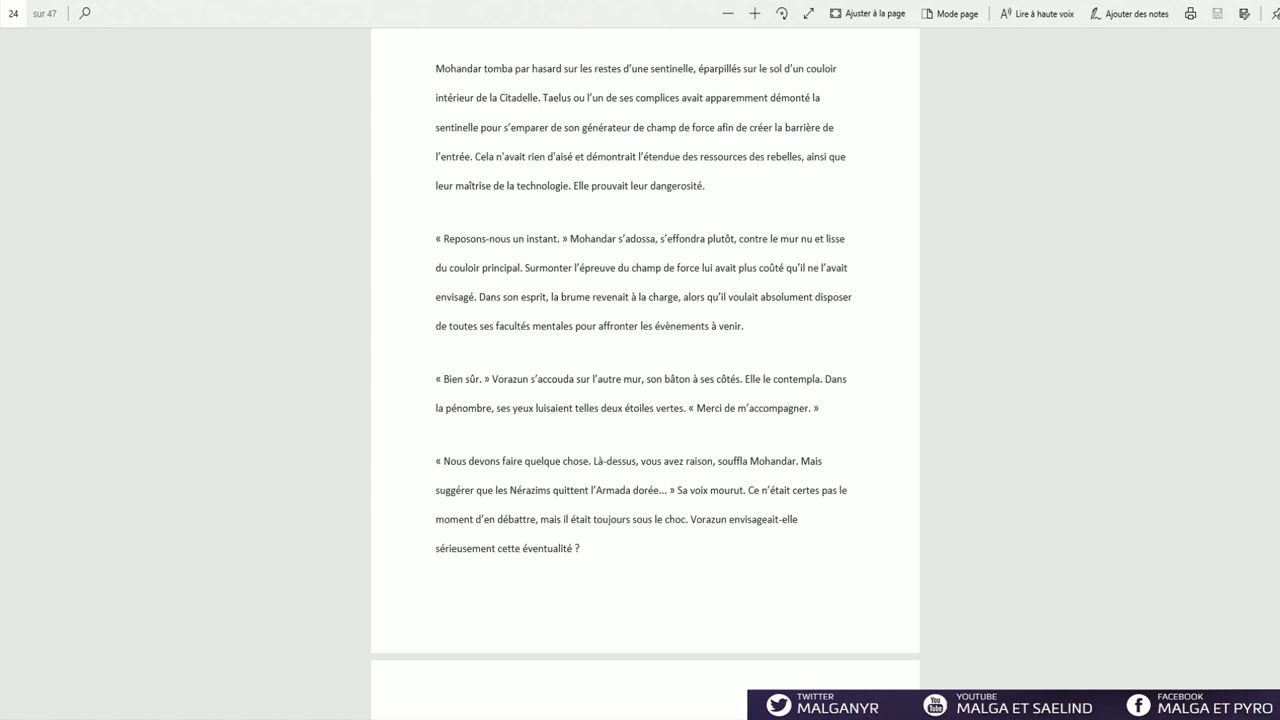 24 sur 47 Ajuster à la page Mode page Lire à haute voix Ajouter des notes
Mohandar tomba par hasard sur les restes d’une sentinelle, éparpillés sur le sol d’un couloir
intérieur de la Citadelle. Taelus ou l’un de ses complices avait apparemment démonté la
sentinelle pour s’emparer de son générateur de champ de force afin de créer la barrière de
l’entrée. Cela n'avait rien d'aisé et démontrait l’étendue des ressources des rebelles, ainsi que
leur maîtrise de la technologie. Elle prouvait leur dangerosité.
« Reposons-nous un instant. » Mohandar s’adossa, s’effondra plutôt, contre le mur nu et lisse
du couloir principal. Surmonter l’épreuve du champ de force lui avait plus coûté qu’il ne l’avait
envisagé. Dans son esprit, la brume revenait à la charge, alors qu’il voulait absolument disposer
de toutes ses facultés mentales pour affronter les évènements à venir.
« Bien sûr. » Vorazun s’accouda sur l’autre mur, son bâton à ses côtés. Elle le contempla. Dans
la pénombre, ses yeux luisaient telles deux étoiles vertes. « Merci de m’accompagner. »
« Nous devons faire quelque chose. Là-dessus, vous avez raison, souffla Mohandar. Mais
suggérer que les Nérazims quittent l’Armada dorée... » Sa voix mourut. Ce n’était certes pas le
moment d’en débattre, mais il était toujours sous le choc. Vorazun envisageait-elle
sérieusement cette éventualité ?
TWITTER
MALGANYR
YOUTUBE
MALGA ET SAELIND
FACEBOOK
MALGA ET PYRO